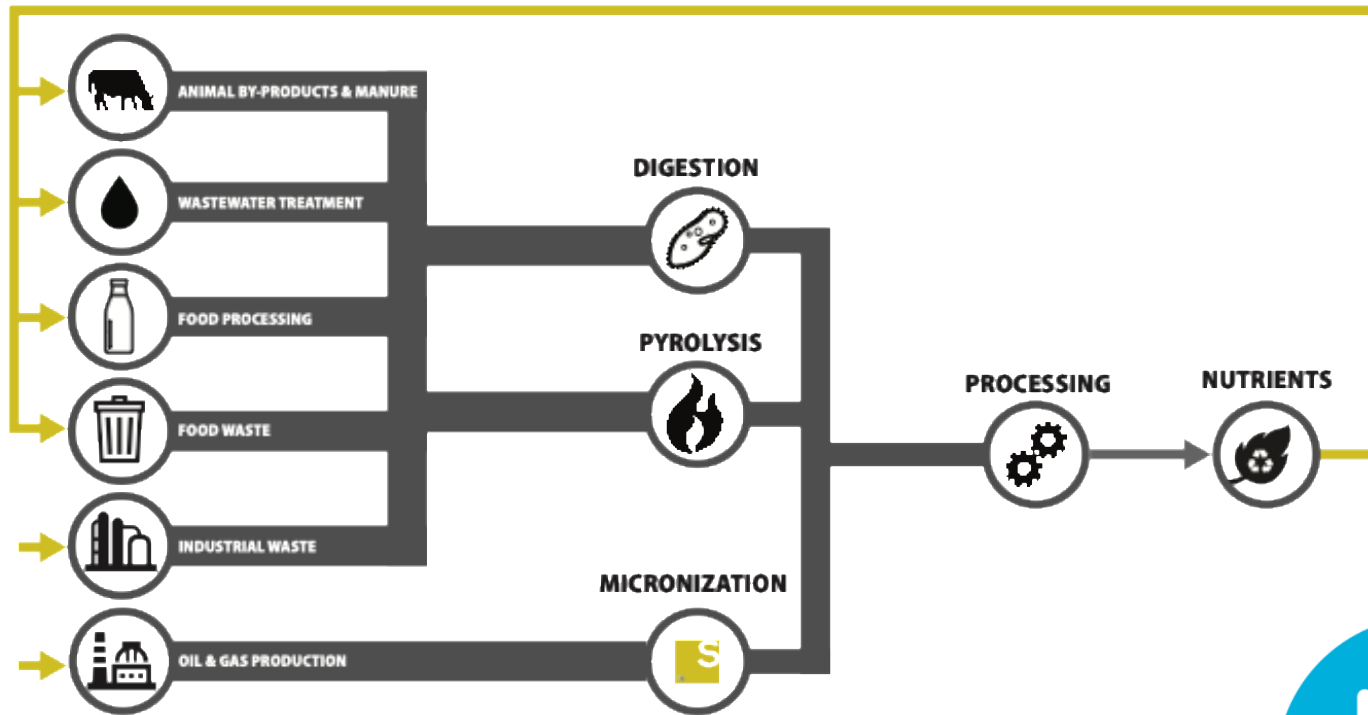 ANIMAL BY-PRODUCTS & MANURE
WASTEWATER TREATMENT
DIGESTION
FOOD PROCESSING
PYROLYSIS
PROCESSING
NUTRIENTS
FOOD WASTE
INDUSTRIAL WASTE
MICRONIZATION
OIL & GAS PRODUCTION
S